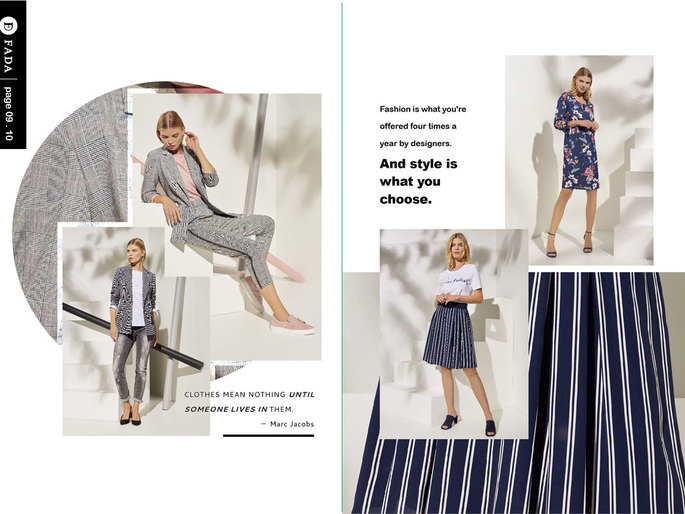 FADA
page 09 . 10
CLOTHES MEAN NOTHING UNTIL
SOMEONE LIVES IN THEM.
— Marc Jacobs
Fashion is what you're
offered four times a
year by designers.
And style is
what you
choose.